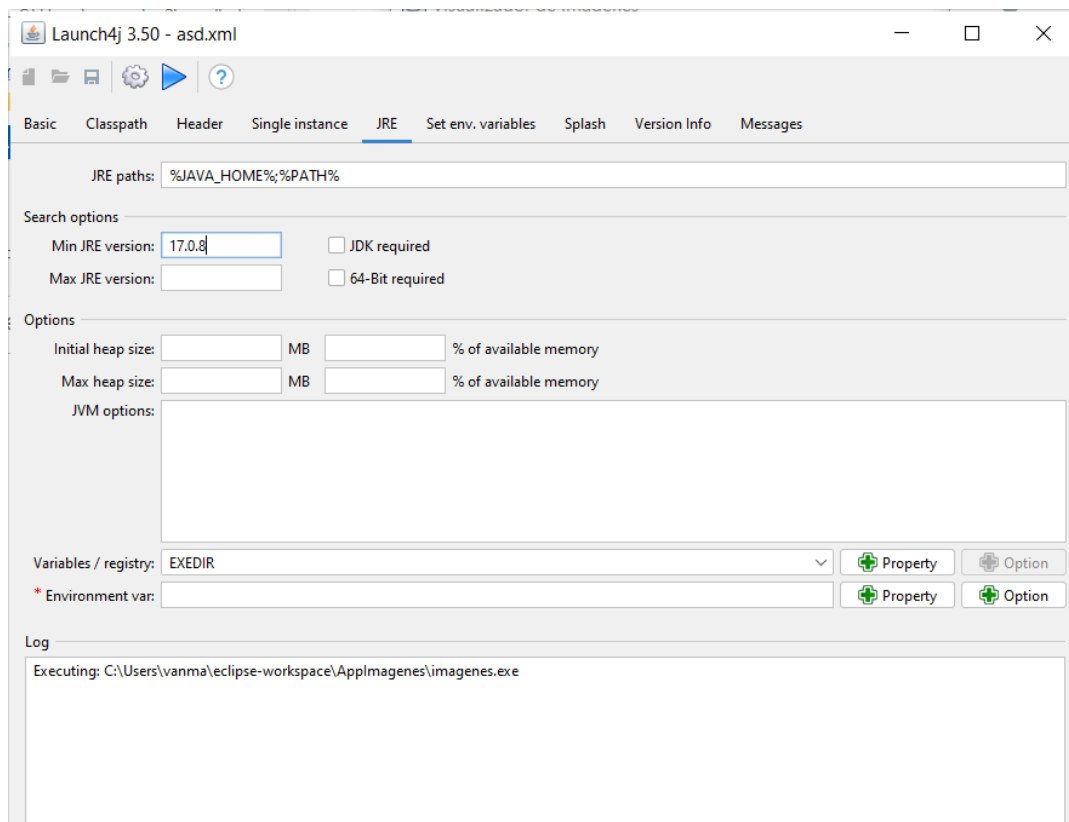 Visualizador de imágenes
Launch4j 3.50 - asd.xml
Basic Classpath Header Single instance JRE Set env. variables Splash Version Info Messages
JRE paths: %JAVA_HOME%;%PATH%
Search options
Min JRE version: 17.0.8 JDK required
Max JRE version: 64-Bit required
Options
Initial heap size: MB % of available memory
Max heap size: MB % of available memory
JVM options:
Variables / registry: EXEDIR Property Option
* Environment var: Property Option
Log
Executing: C:\Users\vanma\eclipse-workspace\AppImagenes\imagenes.exe